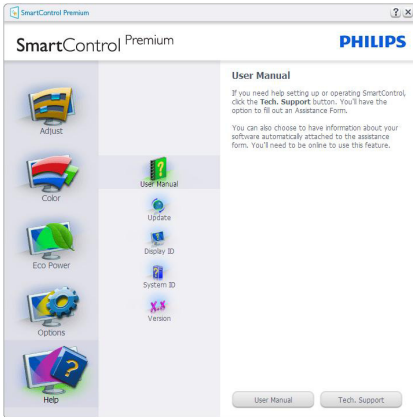 SmartControl Premium
SmartControl Premium
PHILIPS
Adjust
Color
Eco Power
Options
Help
User Manual
Update
Display ID
System ID
X.X
Version
User Manual
If you need help setting up or operating SmartControl,
click the Tech. Support button. You'll have the
option to fill out an Assistance Form.
You can also choose to have information about your
software automatically attached to the assistance
form. You'll need to be online to use this feature.
User Manual
Tech. Support